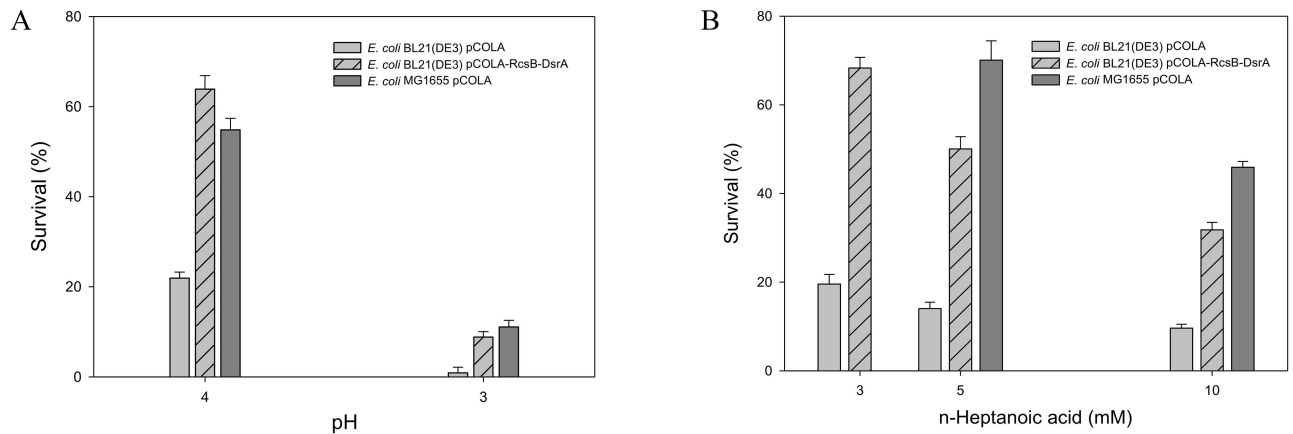 A
80
60
40
20
0
Survival (%)
E. coli BL21(DE3) pCOLA
E. coli BL21(DE3) pCOLA-RcsB-DsrA
E. coli MG1655 pCOLA
4
3
pH
B
80
60
40
20
0
Survival (%)
E. coli BL21(DE3) pCOLA
E. coli BL21(DE3) pCOLA-RcsB-DsrA
E. coli MG1655 pCOLA
3
5
10
n-Heptanoic acid (mM)